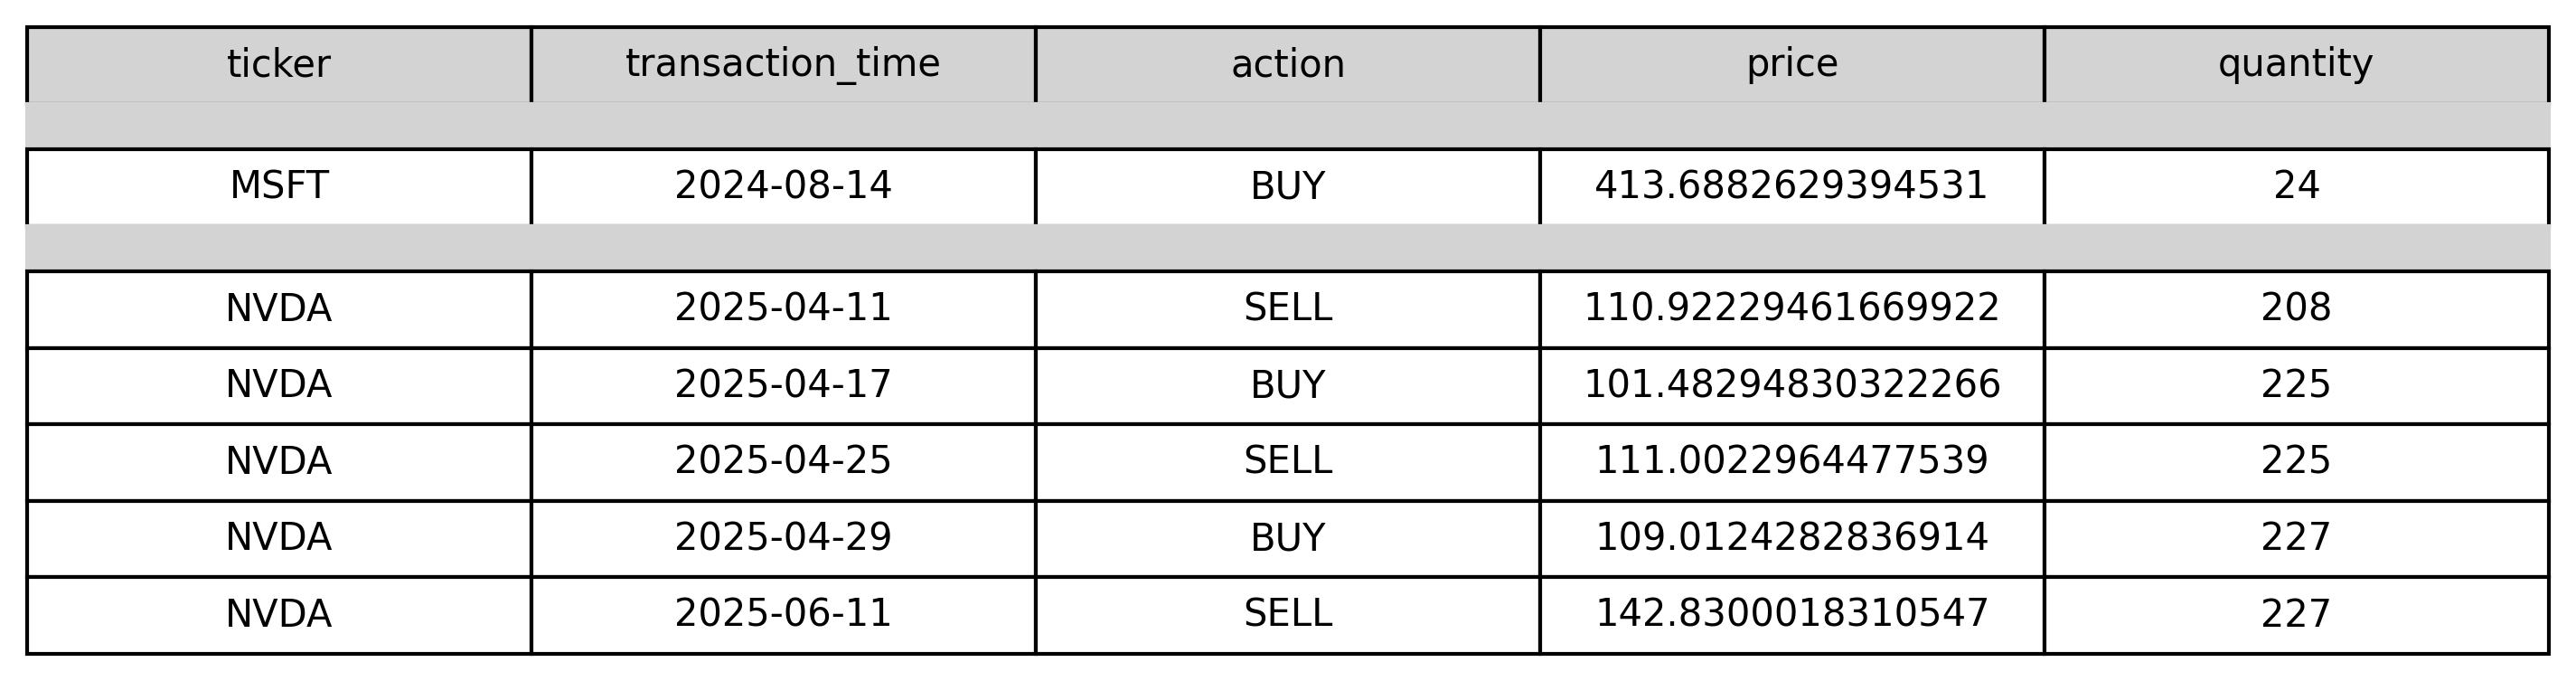 ticker transaction_time action price quantity
MSFT 2024-08-14 BUY 413.6882629394531 24
NVDA 2025-04-11 SELL 110.92229461669922 208
NVDA 2025-04-17 BUY 101.48294830322266 225
NVDA 2025-04-25 SELL 111.0022964477539 225
NVDA 2025-04-29 BUY 109.0124282836914 227
NVDA 2025-06-11 SELL 142.8300018310547 227